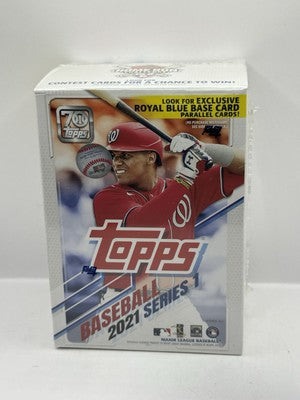 CONTEST CARDS FOR A CHANCE TO WIN!
LOOK FOR EXCLUSIVE
ROYAL BLUE BASE CARD
PARALLEL CARDS!
70
Topps
Topps
BASEBALL
2021 SERIES 1
MAJOR LEAGUE BASEBALL